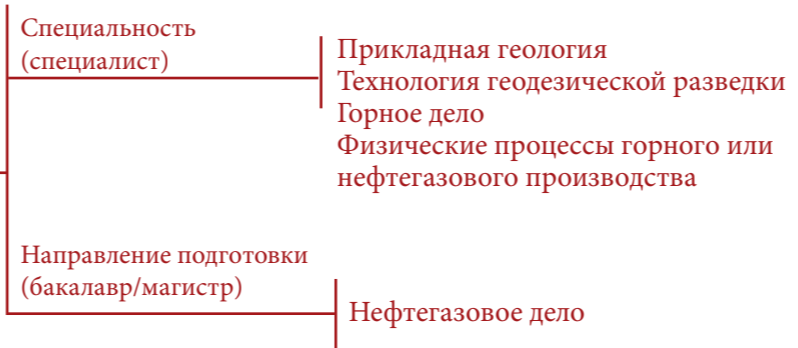 Специальность
(специалист)
Прикладная геология
Технология геодезической разведки
Горное дело
Физические процессы горного или
нефтегазового производства
Направление подготовки
(бакалавр/магистр)
Нефтегазовое дело